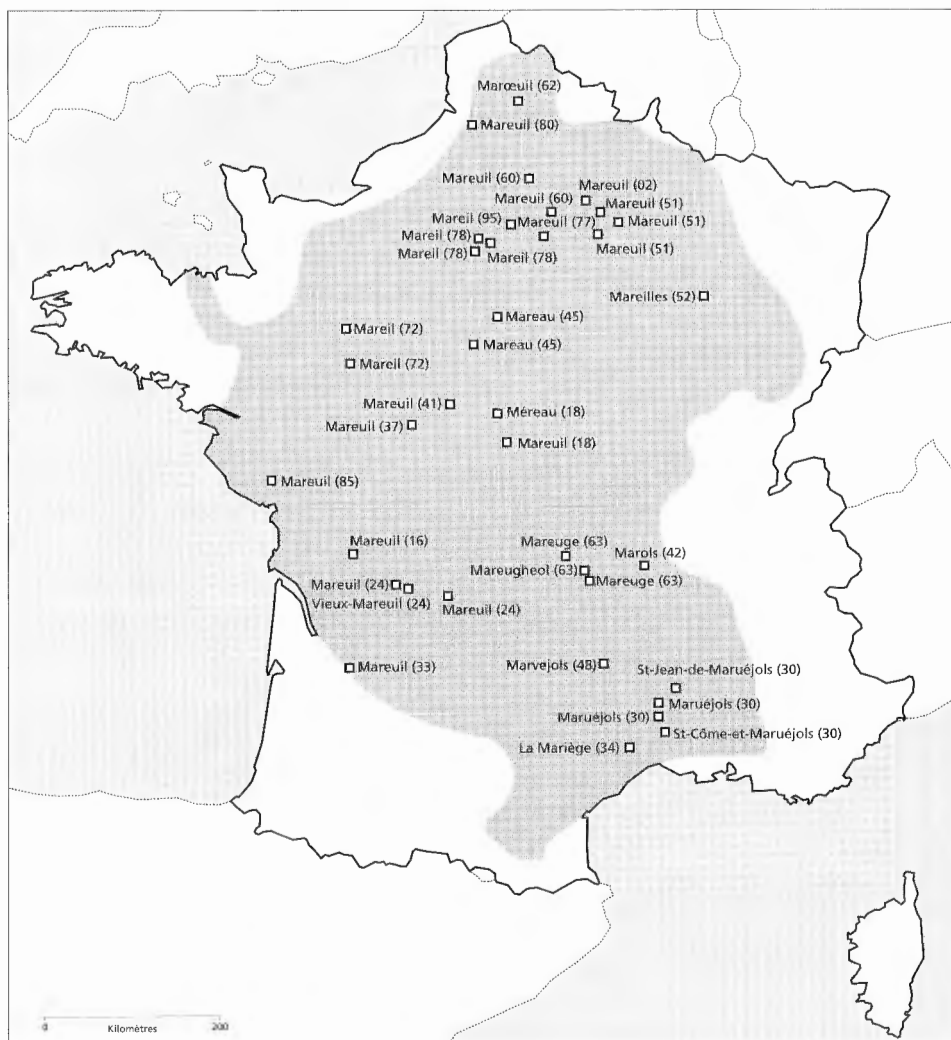 Marœuil (62)
Mareuil (80)
Mareuil (60)
Mareuil (02)
Mareuil (60)
Mareuil (51)
Mareil (95)
Mareuil (77)
Mareuil (51)
Mareil (78)
Mareuil (51)
Mareil (78)
Mareil (78)
Mareilles (52)
Mareau (45)
Mareil (72)
Mareau (45)
Mareil (72)
Mareuil (41)
Méreau (18)
Mareuil (37)
Mareuil (18)
Mareuil (85)
Mareuil (16)
Mareuge (63)
Marols (42)
Mareugheol (63)
Mareuge (63)
Mareuil (24)
Vieux-Mareuil (24)
Mareuil (24)
Mareuil (33)
Marvejols (48)
St-Jean-de-Maruéjols (30)
Maruéjols (30)
Maruéjols (30)
St-Côme-et-Maruéjols (30)
La Mariège (34)
0
Kilomètres
200